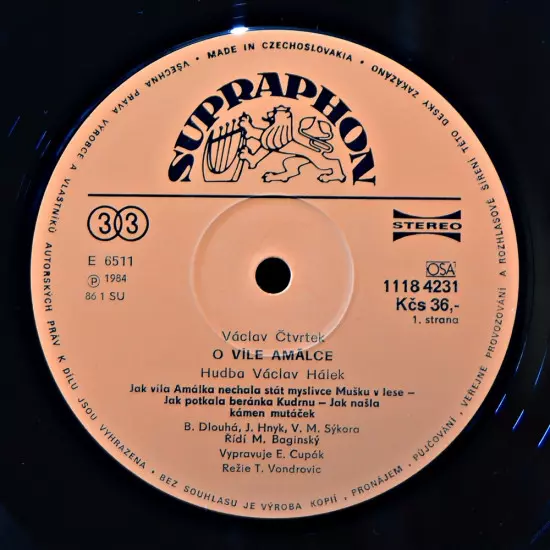 VŠECHNA PRÁVA VÝROBCE A VLASTNÍKŮ AUTORSKÝCH PRÁV K DÍLU JSOU VYHRAZENA • BEZ SOUHLASU JE VÝROBA KOPIÍ, PRONÁJEM, PŮJČOVÁNÍ, VEŘEJNÉ PROVOZOVÁNÍ A ROZHLASOVÉ ŠÍŘENÍ TÉTO DESKY ZAKÁZÁNO • MADE IN CZECHOSLOVAKIA •
SUPRAPHON
33
STEREO
E 6511
OSA
℗ 1984
1118 4231
86 1 SU
Kčs 36,-
1. strana
Václav Čtvrtek
O VÍLE AMÁLCE
Hudba Václav Hálek
Jak víla Amálka nechala stát myslivce Mušku v lese –
Jak potkala beránka Kudrnu – Jak našla
kámen mutáček
B. Dlouhá, J. Hnyk, V. M. Sýkora
Řídí M. Baginský
Vypravuje E. Cupák
Režie T. Vondrovic